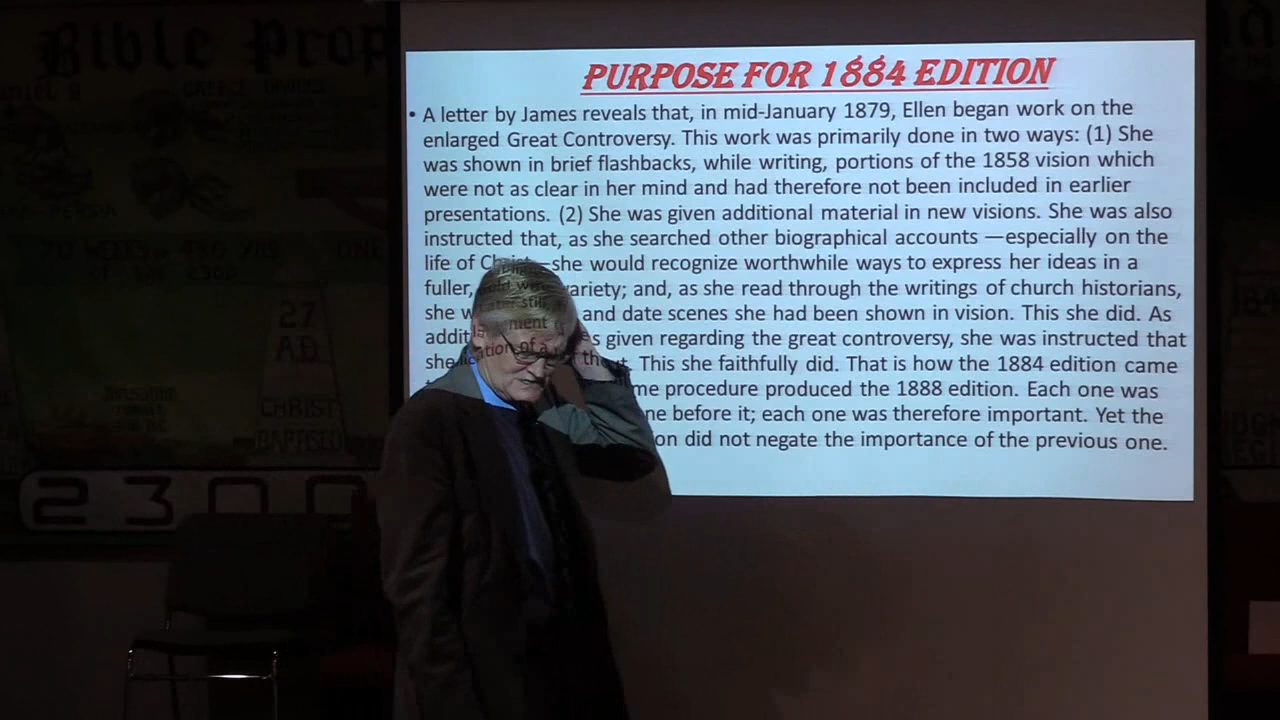 Bible Prop
PURPOSE FOR 1884 EDITION
• A letter by James reveals that, in mid-January 1879, Ellen began work on the
enlarged Great Controversy. This work was primarily done in two ways: (1) She
was shown in brief flashbacks, while writing, portions of the 1858 vision which
were not as clear in her mind and had therefore not been included in earlier
presentations. (2) She was given additional material in new visions. She was also
instructed that, as she searched other biographical accounts —especially on the
life of Christ—she would recognize worthwhile ways to express her ideas in a
fuller, variety; and, as she read through the writings of church historians,
she and date scenes she had been shown in vision. This she did. As
given regarding the great controversy, she was instructed that
she This she faithfully did. That is how the 1884 edition came
procedure produced the 1888 edition. Each one was
before it; each one was therefore important. Yet the
did not negate the importance of the previous one.
70 WEEKS
27
AD
CHRIST
BAPTISED
2300